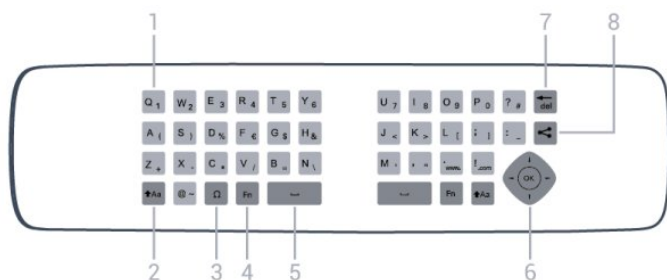 1 7 8
Q 1 W 2 E 3 R 4 T 5 Y 6 U 7 I 8 O 9 P 0 ? # del
A ( S ) D % F € G $ H & J < K > L [ : _
Z + X - C * V / B " N \ M ' www. .com
Aa @ ~ Ω Fn Fn Aa OK
2 3 4 5 6